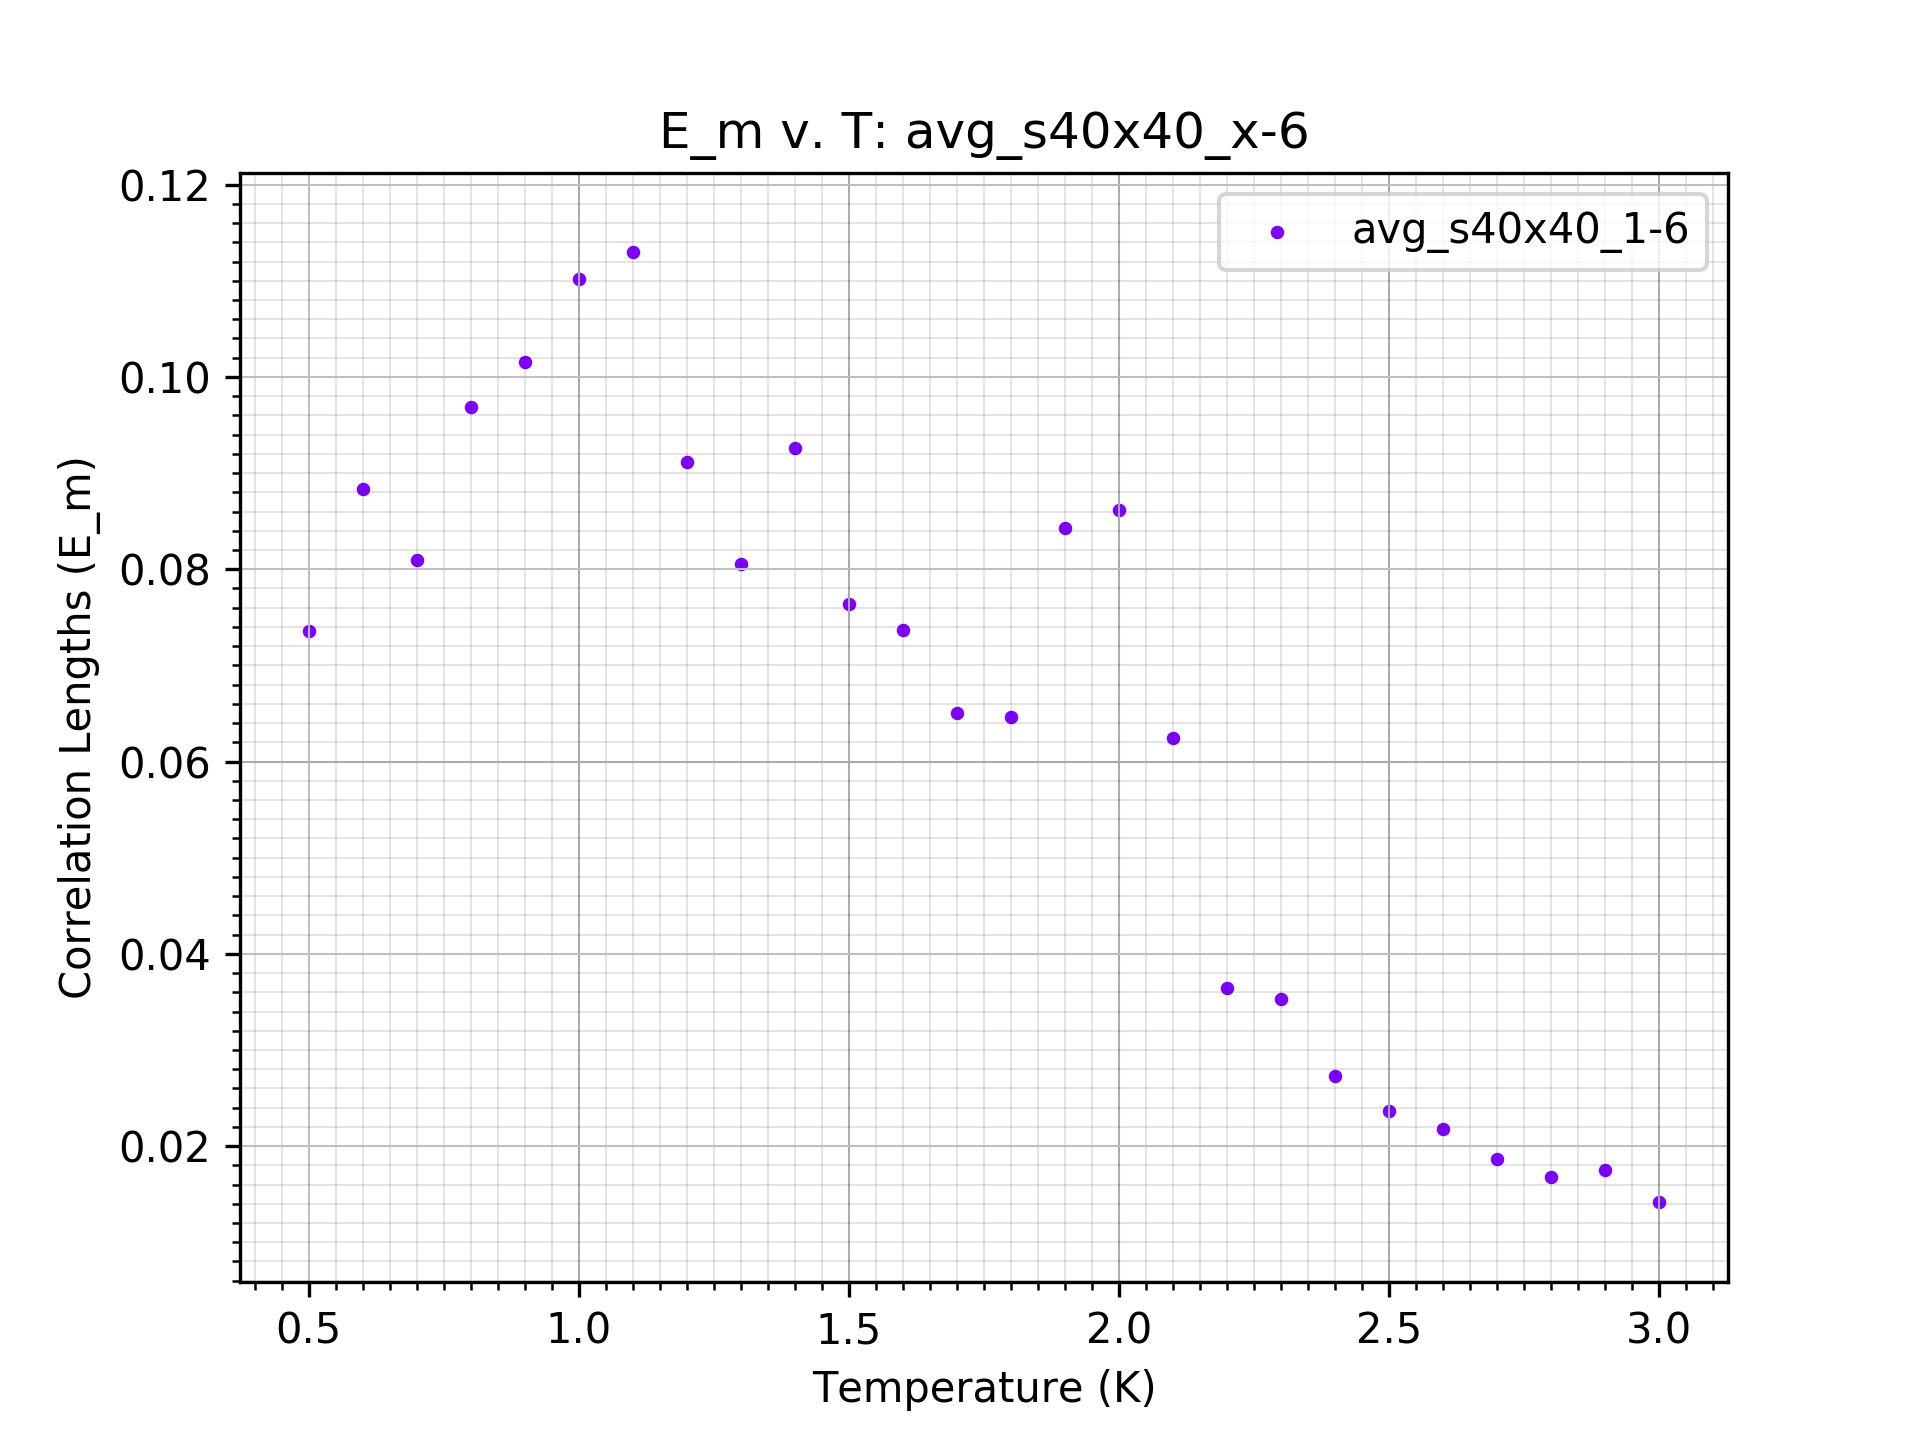 E_m v. T: avg_s40x40_x-6
avg_s40x40_1-6
Correlation Lengths (E_m)
0.12
0.10
0.08
0.06
0.04
0.02
0.5 1.0 1.5 2.0 2.5 3.0
Temperature (K)